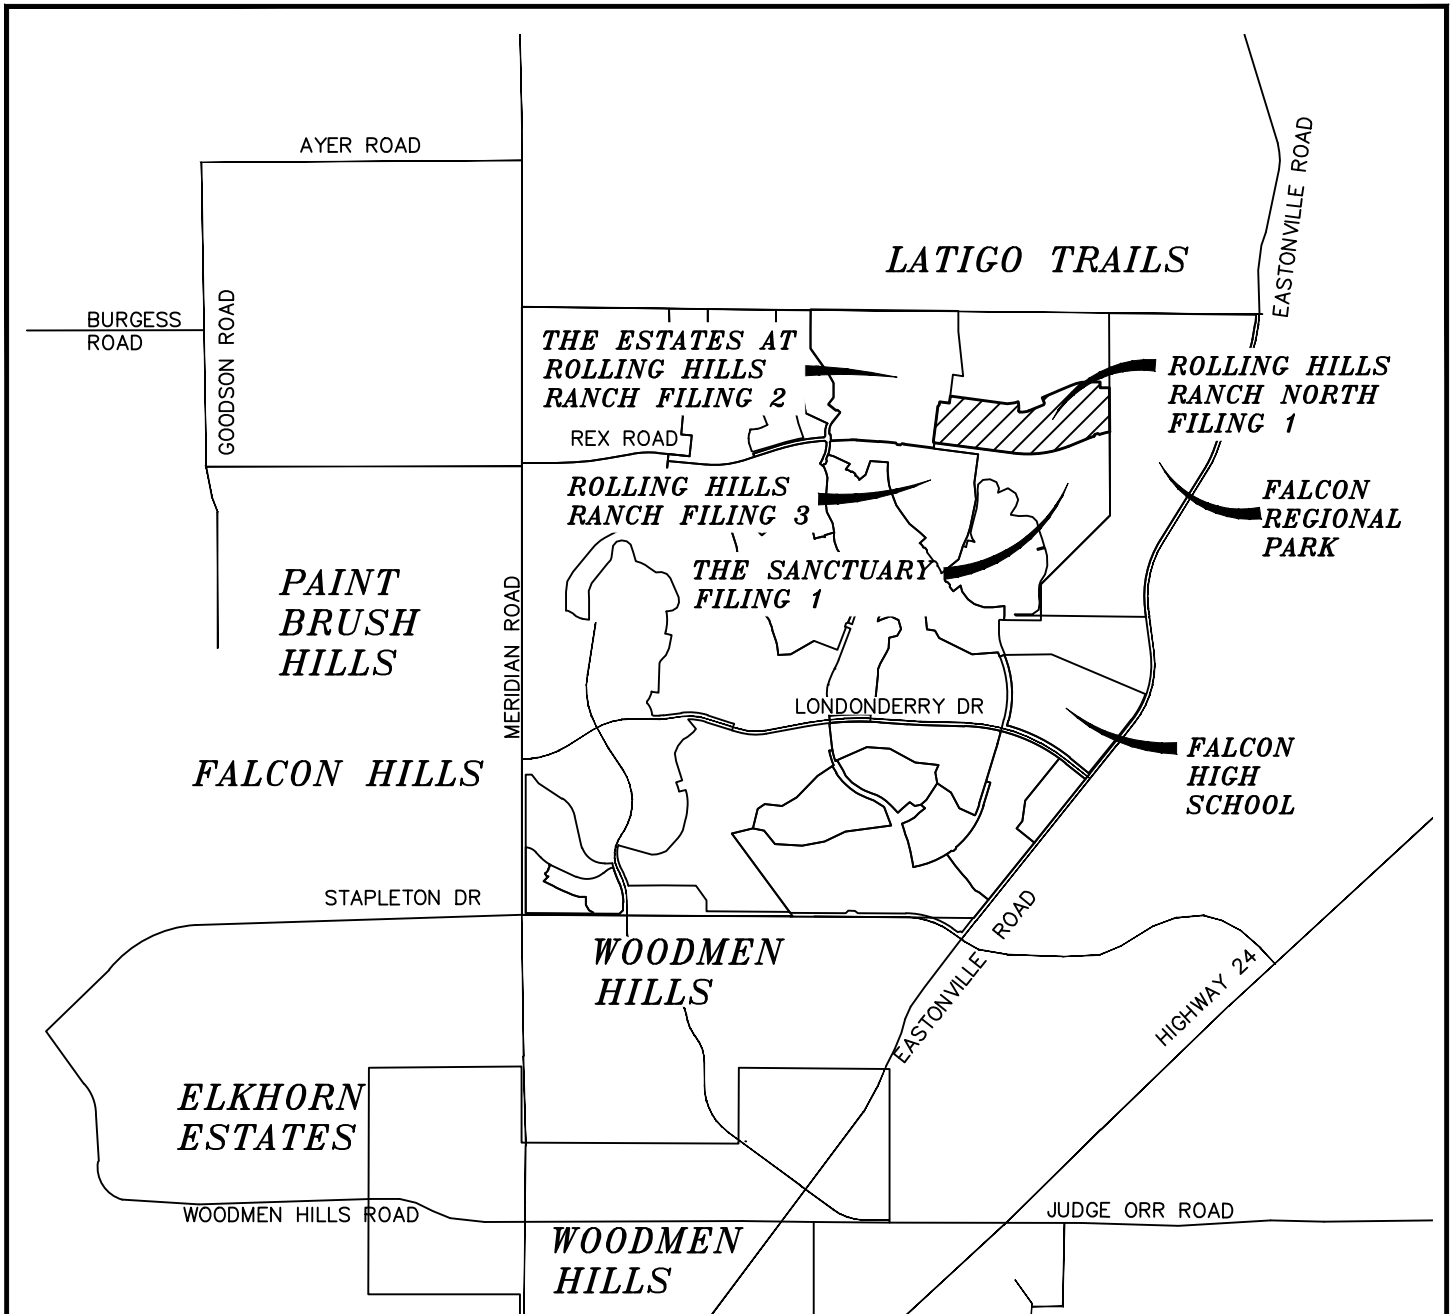 AYER ROAD
EASTONVILLE ROAD
LATIGO TRAILS
BURGESS
ROAD
GOODSON ROAD
THE ESTATES AT
ROLLING HILLS
RANCH FILING 2
ROLLING HILLS
RANCH NORTH
FILING 1
REX ROAD
ROLLING HILLS
RANCH FILING 3
FALCON
REGIONAL
PARK
THE SANCTUARY
FILING 1
PAINT
BRUSH
HILLS
MERIDIAN ROAD
LONDONDERRY DR
FALCON HILLS
FALCON
HIGH
SCHOOL
STAPLETON DR
WOODMEN
HILLS
EASTONVILLE ROAD
HIGHWAY 24
ELKHORN
ESTATES
WOODMEN HILLS ROAD
JUDGE ORR ROAD
WOODMEN
HILLS